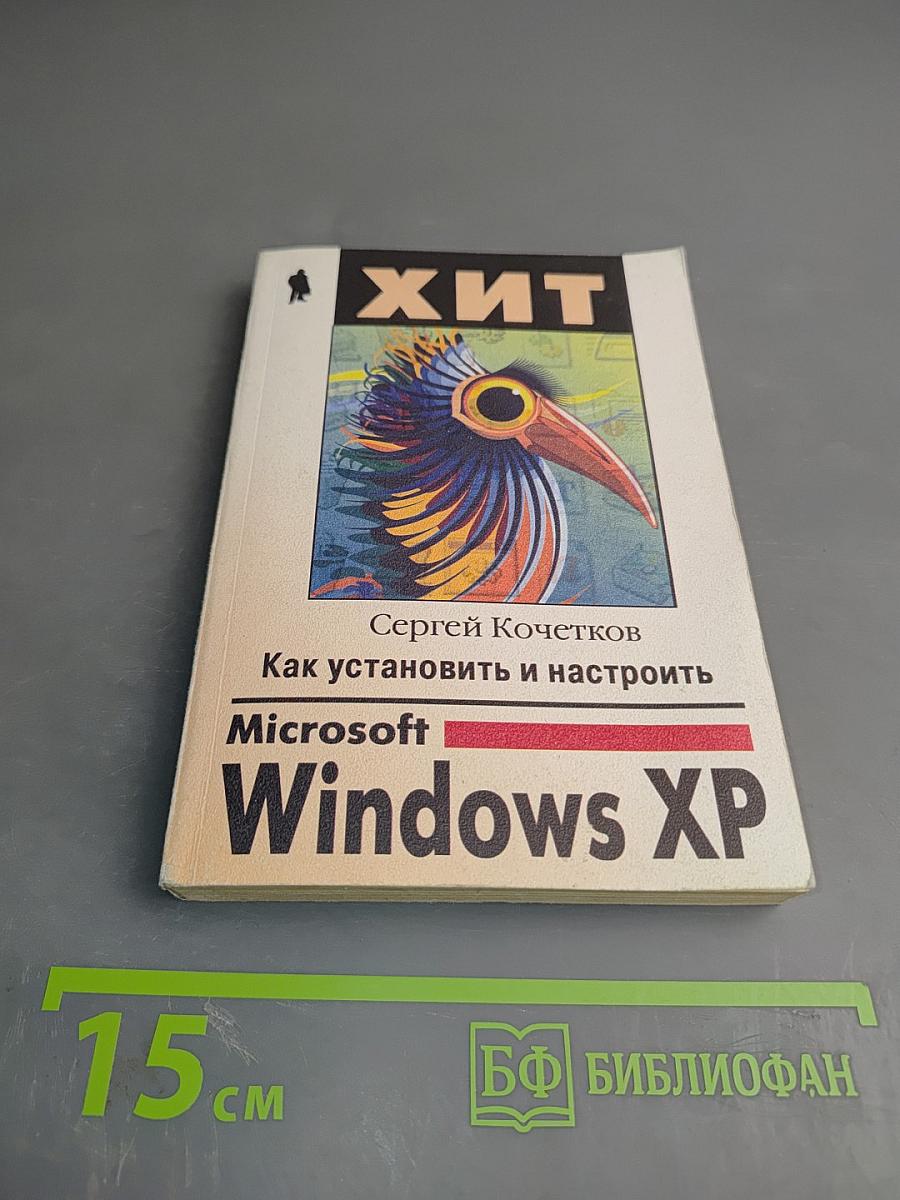 ХИТ
Сергей Кочетков
Как установить и настроить
Microsoft
Windows XP
15 см
БФ БИБЛИОФАН